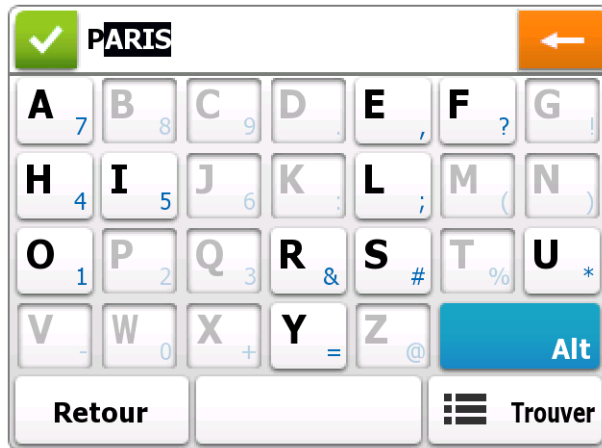 PARIS
A 7 B 8 C 9 D . E , F ? G !
H 4 I 5 J 6 K : L ; M ( N )
O 1 P 2 Q 3 R & S # T % U *
V - W 0 X + Y = Z @ Alt
Retour Trouver